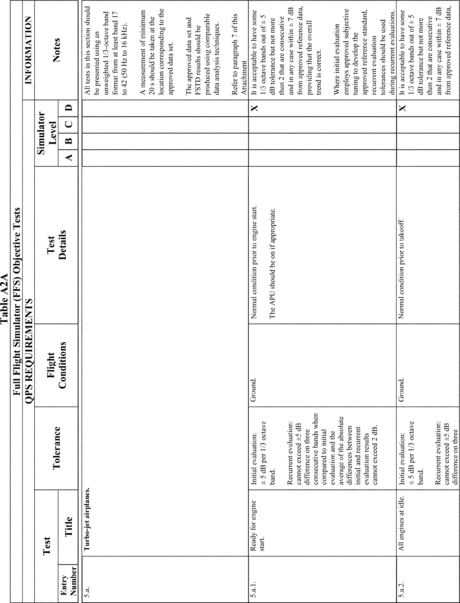 Table A2A
Full Flight Simulator (FFS) Objective Tests
QPS REQUIREMENTS
INFORMATION
Test
Tolerance
Flight
Conditions
Test
Details
Simulator
Level
Notes
Entry
Number
Title
A B C D
5.a.
Turbo-jet airplanes.
All tests in this section should
be presented using an
unweighted 1/3-octave band
format from at least band 17
to 42 (50 Hz to 16 kHz).
A measurement of minimum
20 s should be taken at the
location corresponding to the
approved data set.
The approved data set and
FSTD results should be
produced using comparable
data analysis techniques.
Refer to paragraph 7 of this
Attachment
5.a.1.
Ready for engine
start.
Initial evaluation:
± 5 dB per 1/3 octave
band.
Recurrent evaluation:
cannot exceed ±5 dB
difference on three
consecutive bands when
compared to initial
evaluation and the
average of the absolute
differences between
initial and recurrent
evaluation results
cannot exceed 2 dB.
Ground.
Normal condition prior to engine start.
The APU should be on if appropriate.
X
It is acceptable to have some
1/3 octave bands out of ± 5
dB tolerance but not more
than 2 that are consecutive
and in any case within ± 7 dB
from approved reference data,
providing that the overall
trend is correct.
Where initial evaluation
employs approved subjective
tuning to develop the
approved reference standard,
recurrent evaluation
tolerances should be used
during recurrent evaluations.
5.a.2.
All engines at idle.
Initial evaluation:
± 5 dB per 1/3 octave
band.
Recurrent evaluation:
cannot exceed ±5 dB
difference on three
Ground.
Normal condition prior to takeoff.
X
It is acceptable to have some
1/3 octave bands out of ± 5
dB tolerance but not more
than 2 that are consecutive
and in any case within ± 7 dB
from approved reference data,